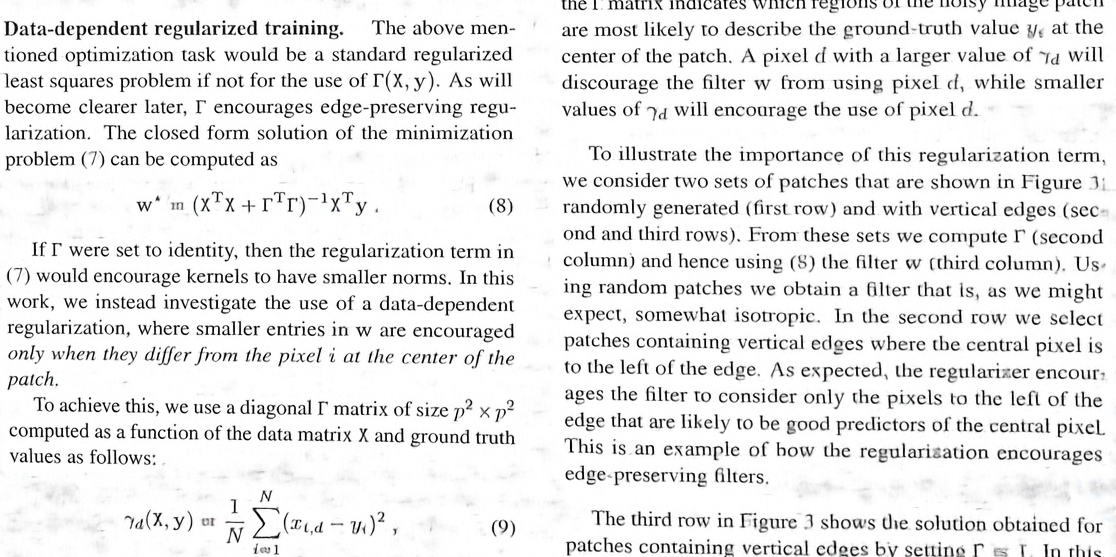 Data-dependent regularized training. The above men-
tioned optimization task would be a standard regularized
least squares problem if not for the use of Γ(X, y). As will
become clearer later, Γ encourages edge-preserving regu-
larization. The closed form solution of the minimization
problem (7) can be computed as
w* = (XᵀX + ΓᵀΓ)⁻¹Xᵀy . (8)
If Γ were set to identity, then the regularization term in
(7) would encourage kernels to have smaller norms. In this
work, we instead investigate the use of a data-dependent
regularization, where smaller entries in w are encouraged
only when they differ from the pixel i at the center of the
patch.
To achieve this, we use a diagonal Γ matrix of size p² × p²
computed as a function of the data matrix X and ground truth
values as follows:
γ_d(X, y) = 1/N ∑_{i=1}^{N} (x_{i,d} − y_i)² , (9)
the Γ matrix indicates which regions of the noisy image patch
are most likely to describe the ground-truth value y_i at the
center of the patch. A pixel d with a larger value of γ_d will
discourage the filter w from using pixel d, while smaller
values of γ_d will encourage the use of pixel d.
To illustrate the importance of this regularization term,
we consider two sets of patches that are shown in Figure 3:
randomly generated (first row) and with vertical edges (sec-
ond and third rows). From these sets we compute Γ (second
column) and hence using (8) the filter w (third column). Us-
ing random patches we obtain a filter that is, as we might
expect, somewhat isotropic. In the second row we select
patches containing vertical edges where the central pixel is
to the left of the edge. As expected, the regularizer encour-
ages the filter to consider only the pixels to the left of the
edge that are likely to be good predictors of the central pixel.
This is an example of how the regularization encourages
edge-preserving filters.
The third row in Figure 3 shows the solution obtained for
patches containing vertical edges by setting Γ = I. In this